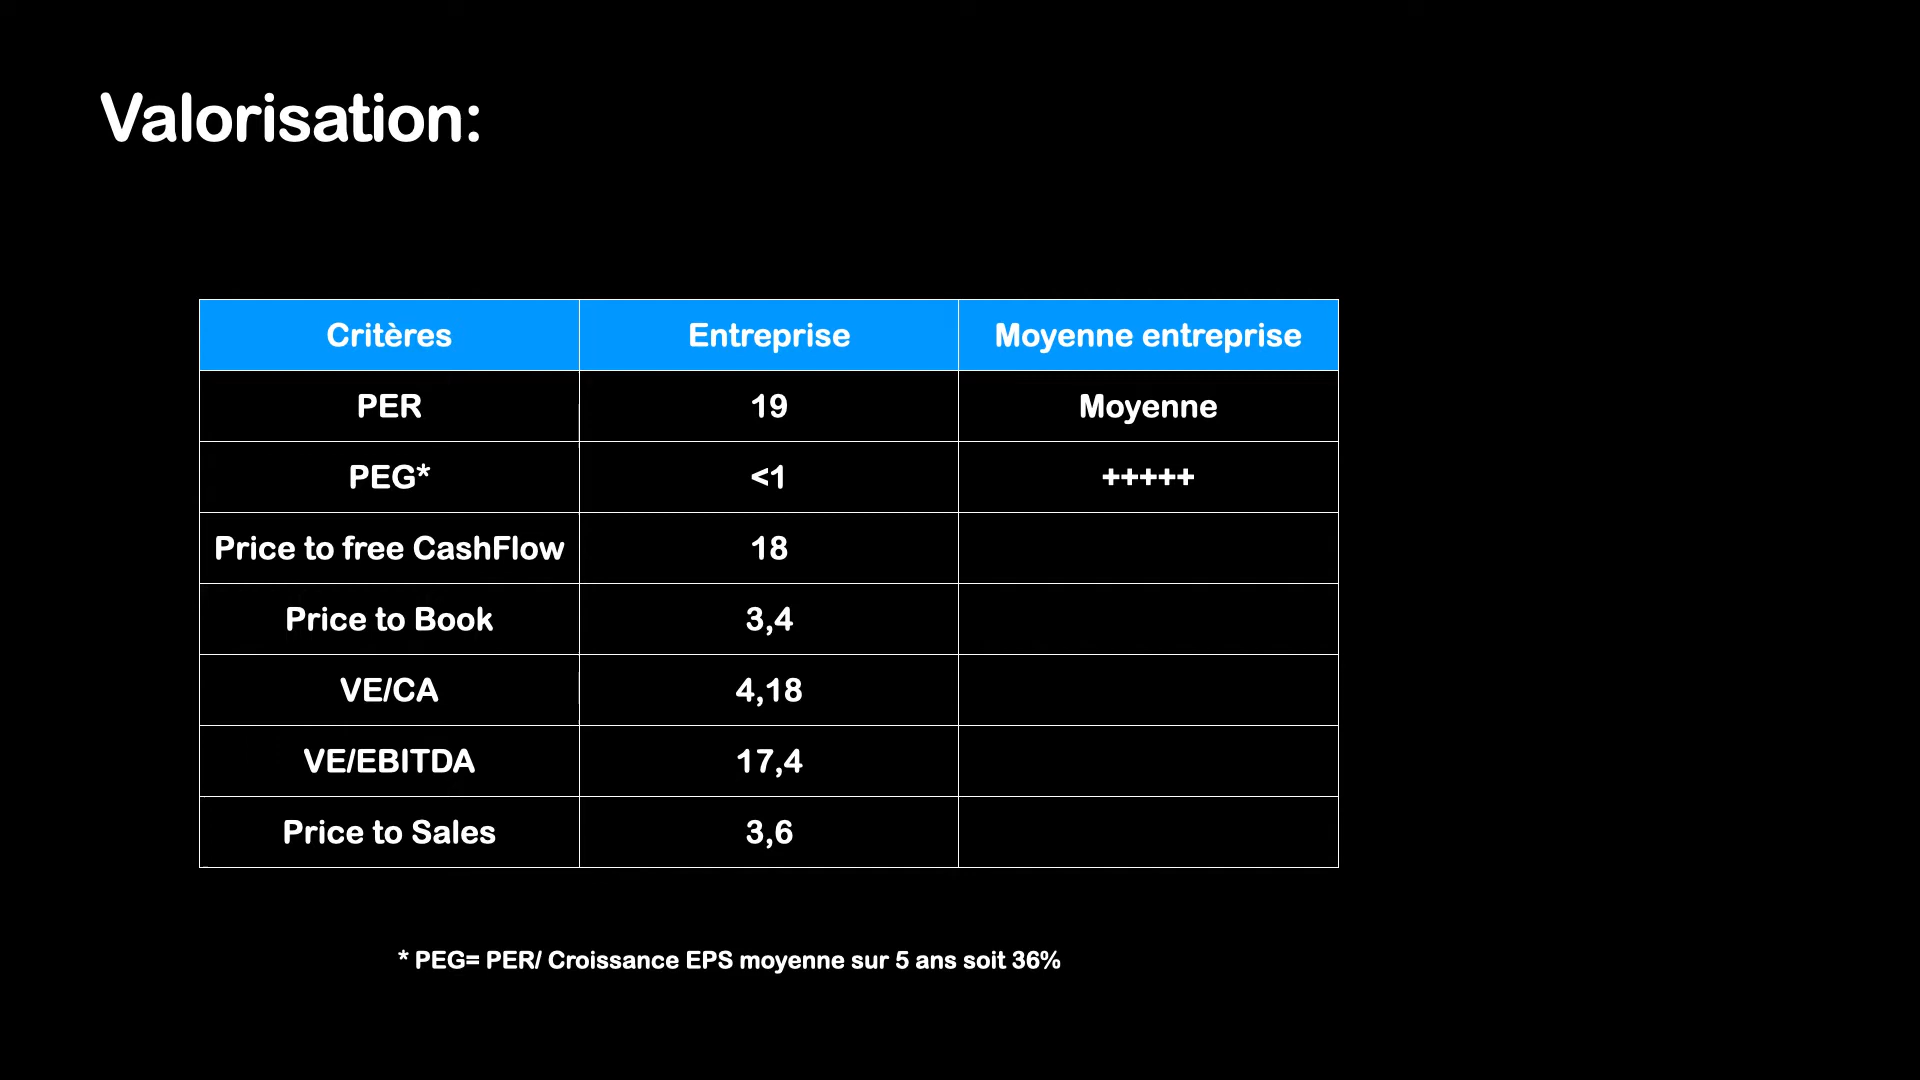 Valorisation:
Critères Entreprise Moyenne entreprise
PER 19 Moyenne
PEG* <1 +++++
Price to free CashFlow 18
Price to Book 3,4
VE/CA 4,18
VE/EBITDA 17,4
Price to Sales 3,6
* PEG= PER/ Croissance EPS moyenne sur 5 ans soit 36%